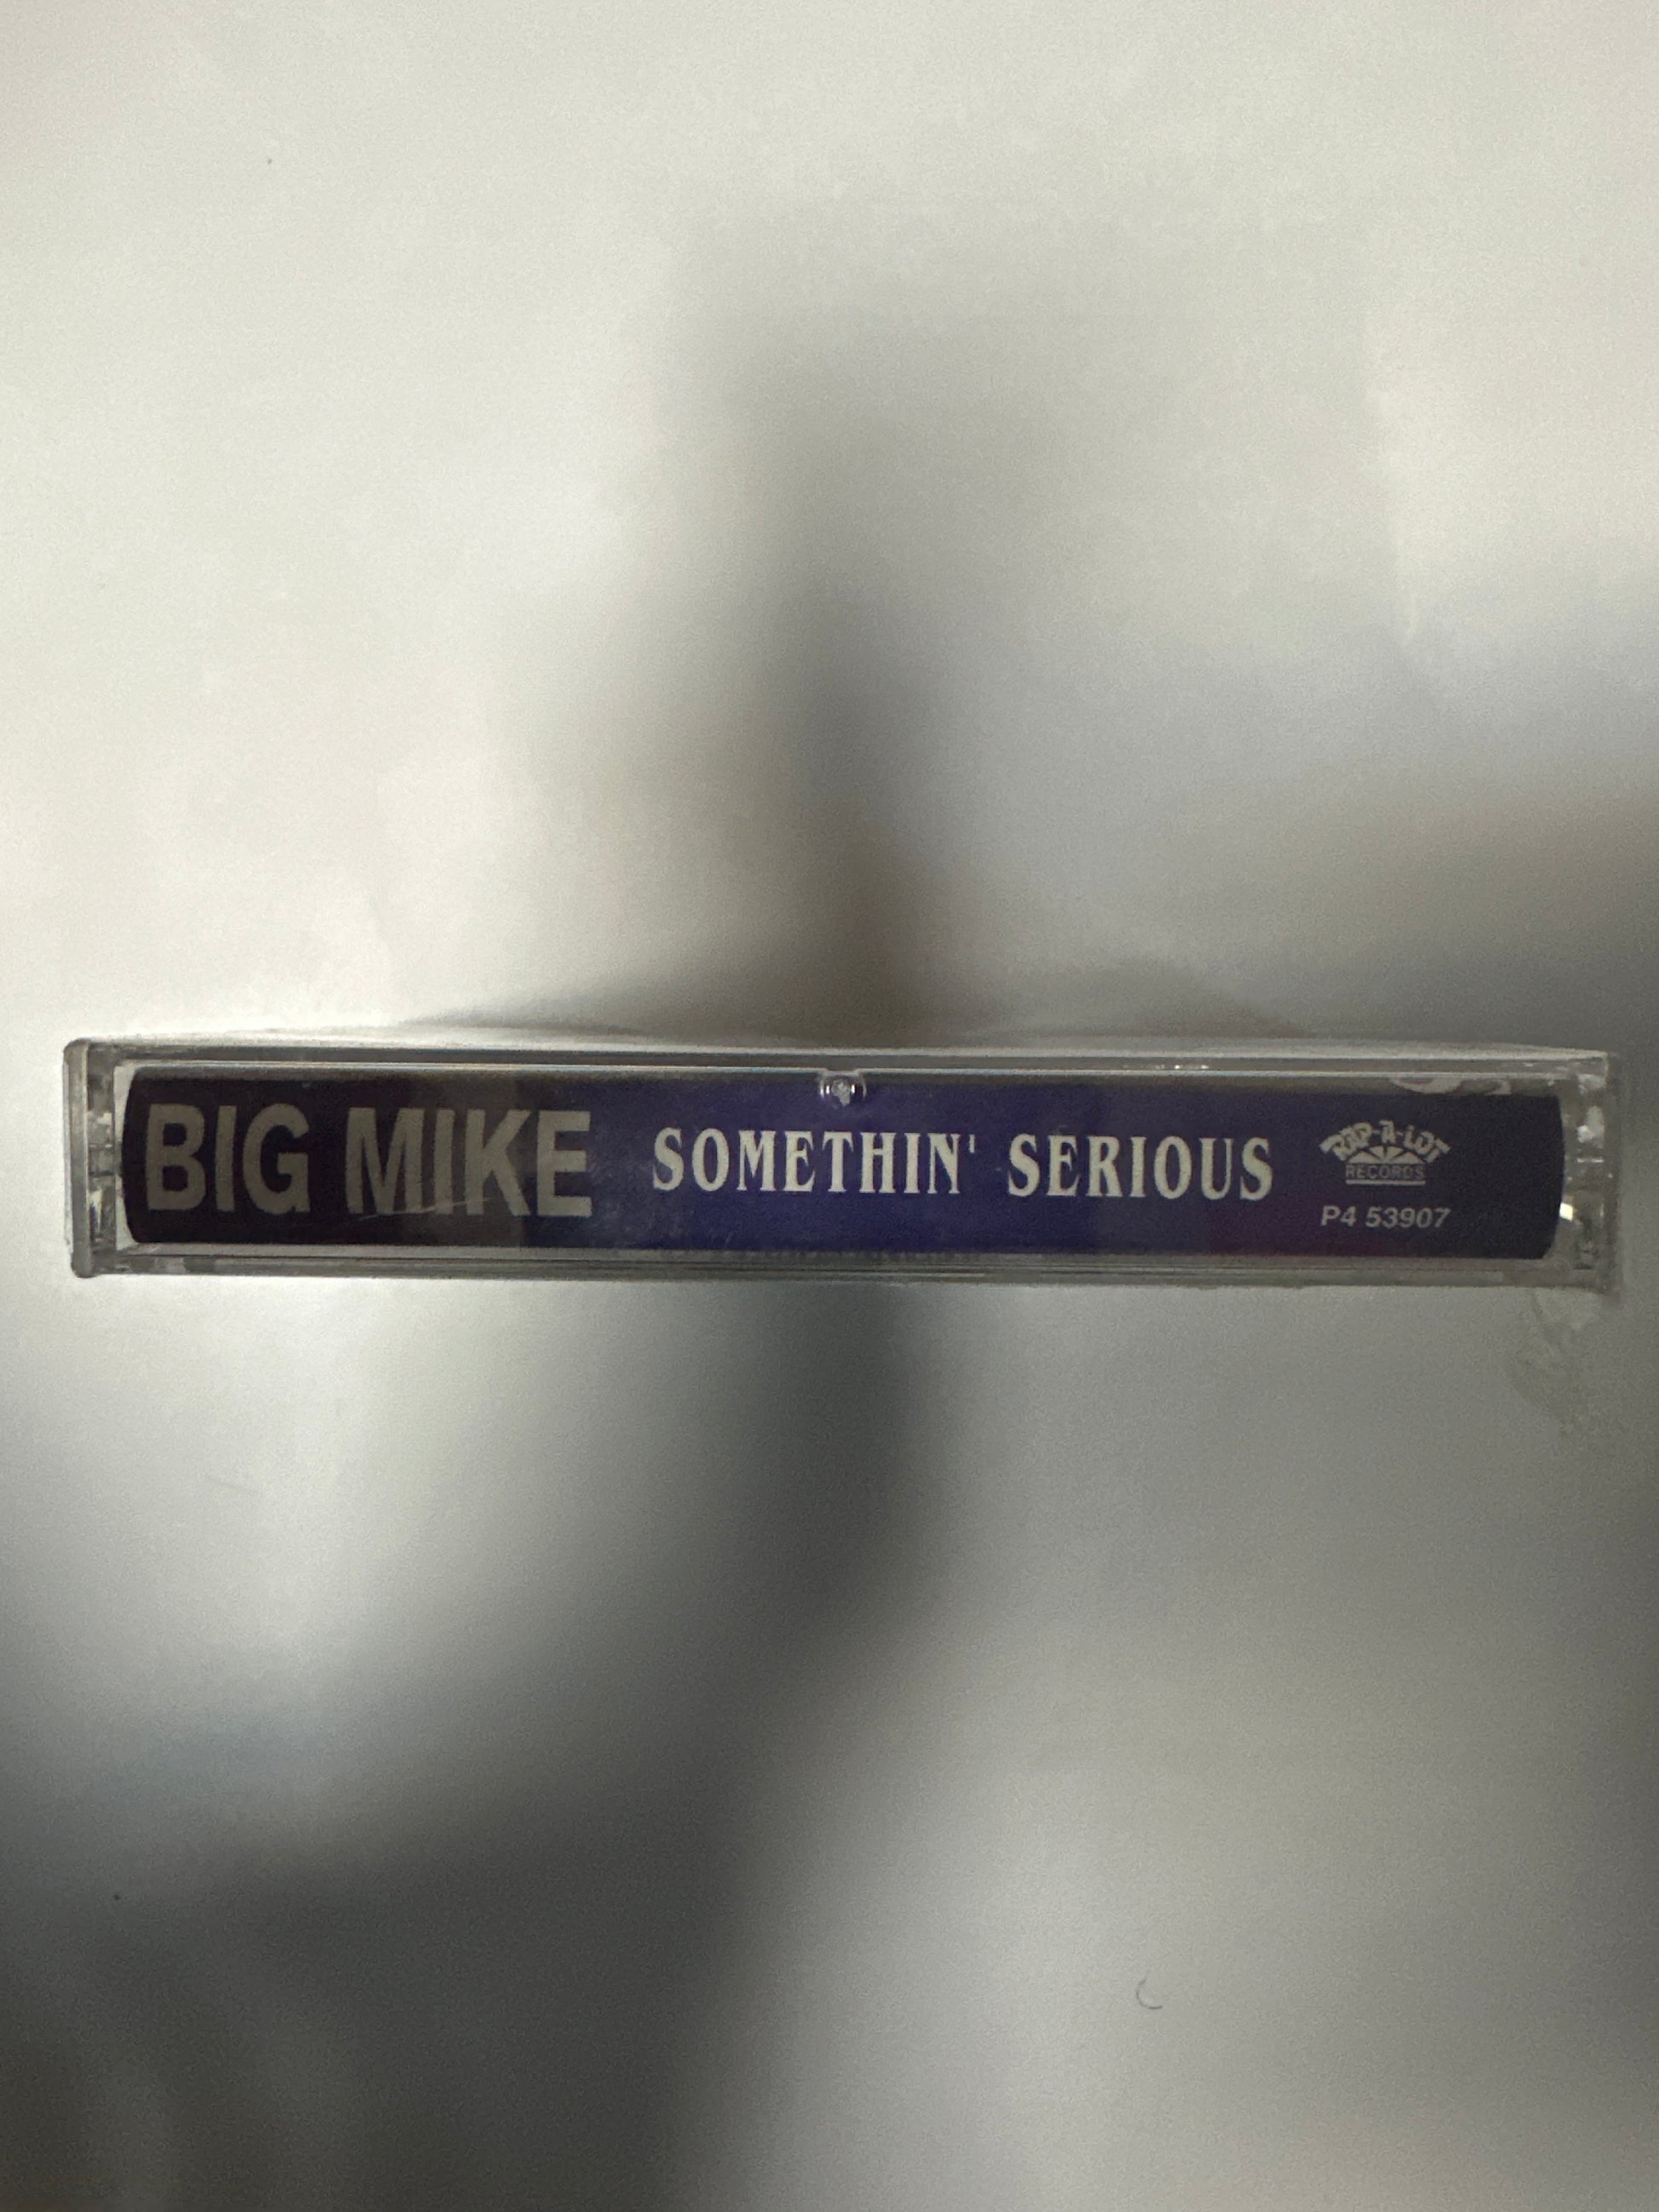 BIG MIKE SOMETHIN' SERIOUS
RAP-A-LOT
RECORDS
P4 53907